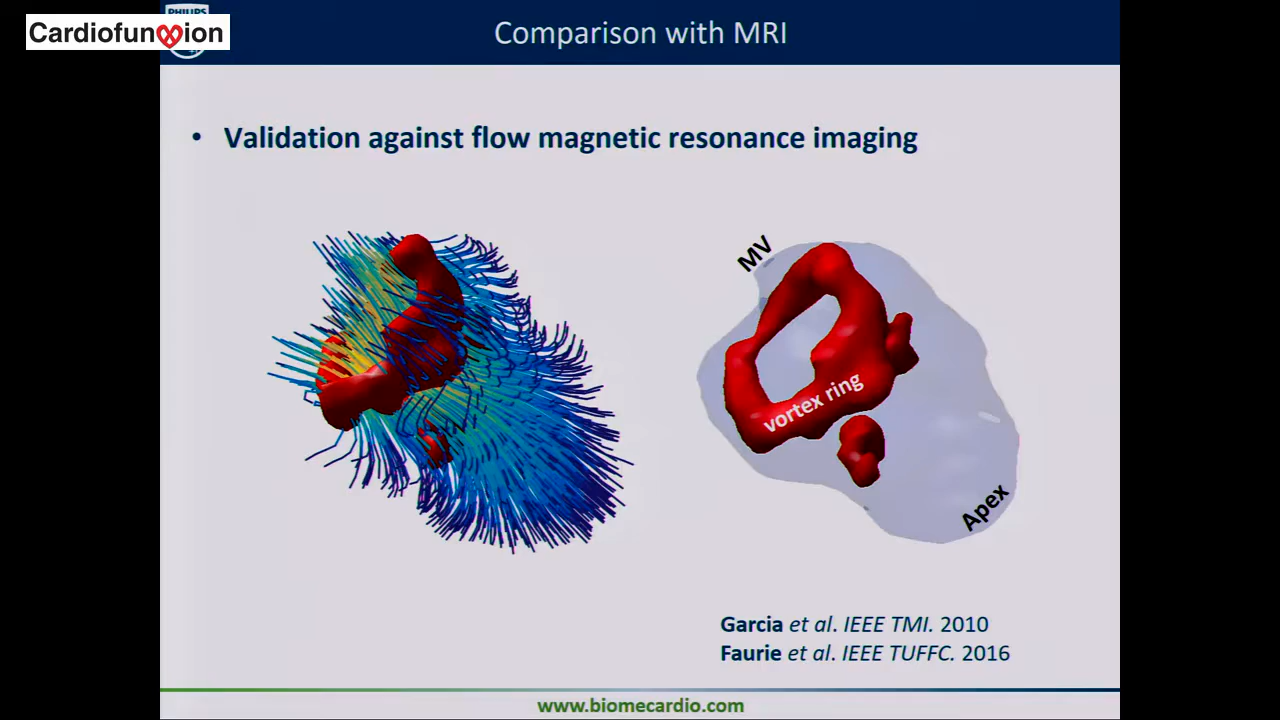 PHILIPS
Cardiofunxion
Comparison with MRI
• Validation against flow magnetic resonance imaging
MV
vortex ring
Apex
Garcia et al. IEEE TMI. 2010
Faurie et al. IEEE TUFFC. 2016
www.biomecardio.com